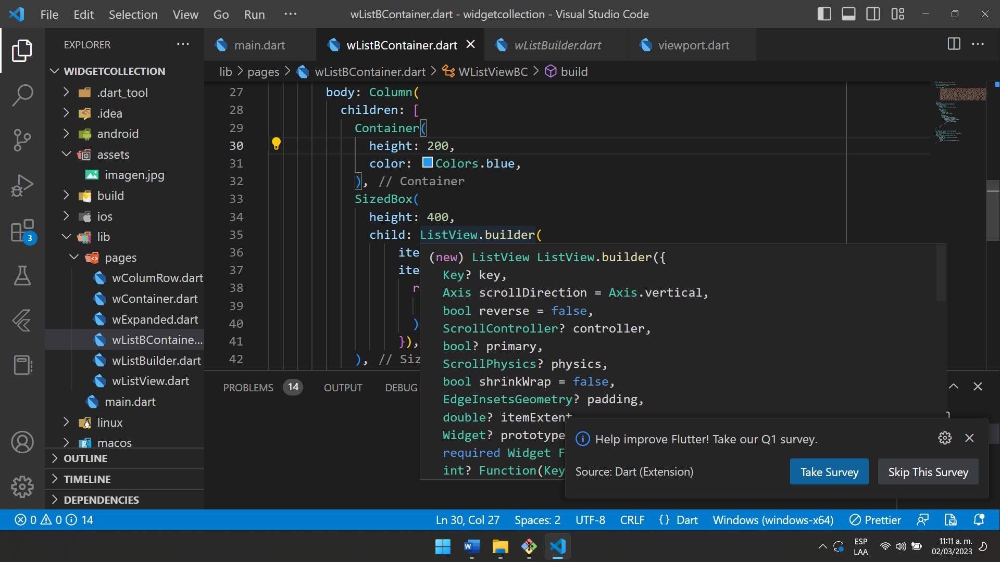 File Edit Selection View Go Run ··· wListBContainer.dart - widgetcollection - Visual Studio Code
EXPLORER ···
main.dart wListBContainer.dart wListBuilder.dart viewport.dart
lib > pages > wListBContainer.dart > WListViewBC > build
WIDGETCOLLECTION
.dart_tool
.idea
android
assets
imagen.jpg
build
ios
lib
pages
wColumRow.dart
wContainer.dart
wExpanded.dart
wListBContaine...
wListBuilder.dart
wListView.dart
main.dart
linux
macos
OUTLINE
TIMELINE
DEPENDENCIES
3
27 body: Column(
28 children: [
29 Container(
30 height: 200,
31 color: Colors.blue,
32 ), // Container
33 SizedBox(
34 height: 400,
35 child: ListView.builder(
36 ite
37 ite
38 r
39
40 )
41 }),
42 ), // Siz
(new) ListView ListView.builder({
Key? key,
Axis scrollDirection = Axis.vertical,
bool reverse = false,
ScrollController? controller,
bool? primary,
ScrollPhysics? physics,
bool shrinkWrap = false,
EdgeInsetsGeometry? padding,
double? itemExtent
Widget? prototype
required Widget F
int? Function(Key
PROBLEMS 14 OUTPUT DEBUG
Help improve Flutter! Take our Q1 survey.
Source: Dart (Extension) Take Survey Skip This Survey
0 0 14 Ln 30, Col 27 Spaces: 2 UTF-8 CRLF {} Dart Windows (windows-x64) Prettier
ESP
LAA
11:11 a. m.
02/03/2023